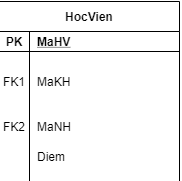 HocVien
PK MaHV
FK1 MaKH
FK2 MaNH
Diem